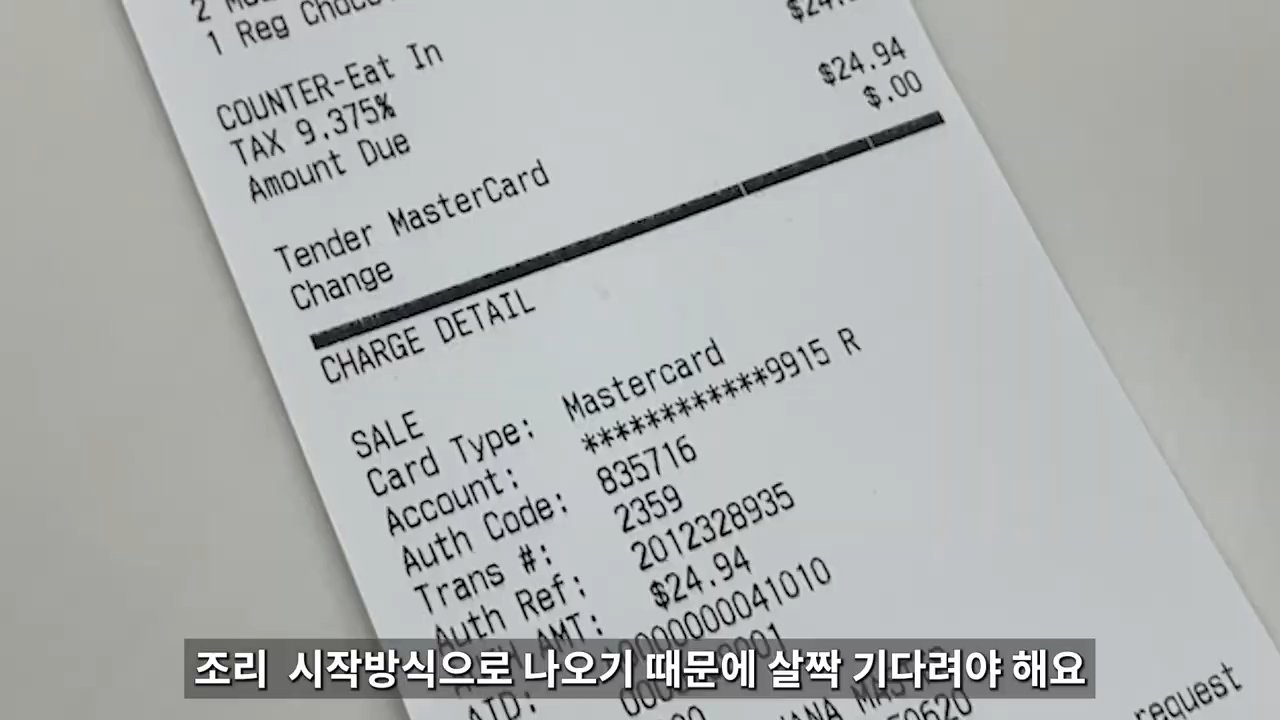 1 Reg
COUNTER-Eat In
TAX 9.375%
Amount Due
Tender MasterCard $24.94
Change $.00
CHARGE DETAIL
SALE
Card Type: Mastercard
Account: ************9915 R
Auth Code: 835716
Trans #: 2359
Auth Ref: 2012328935
AMT: $24.94
AID:
request
조리 시작방식으로 나오기 때문에 살짝 기다려야 해요